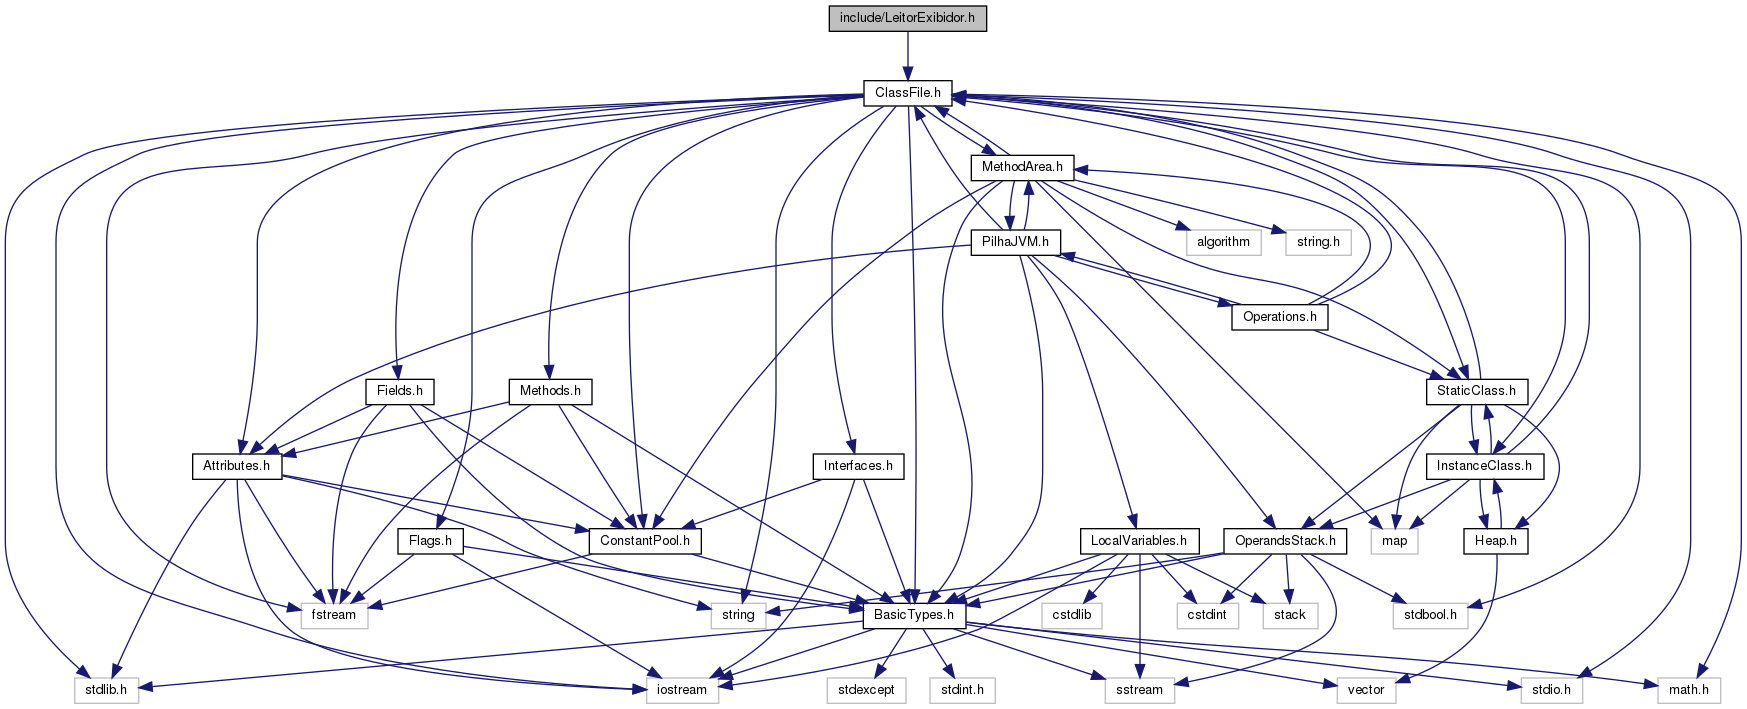 include/LeitorExibidor.h
ClassFile.h
MethodArea.h
PilhaJVM.h
algorithm
string.h
Operations.h
Fields.h
Methods.h
StaticClass.h
Attributes.h
Interfaces.h
InstanceClass.h
Flags.h
ConstantPool.h
LocalVariables.h
OperandsStack.h
map
Heap.h
fstream
string
BasicTypes.h
cstdlib
cstdint
stack
stdbool.h
stdlib.h
iostream
stdexcept
stdint.h
sstream
vector
stdio.h
math.h